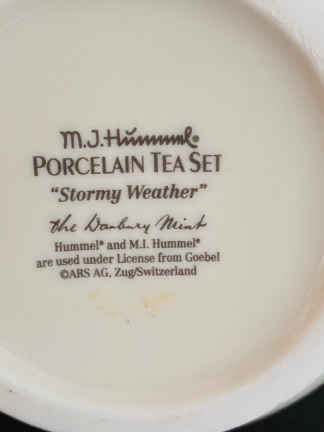 M.J.Hummel®
PORCELAIN TEA SET
"Stormy Weather"
The Danbury Mint
Hummel® and M.I. Hummel®
are used under License from Goebel
©ARS AG, Zug/Switzerland